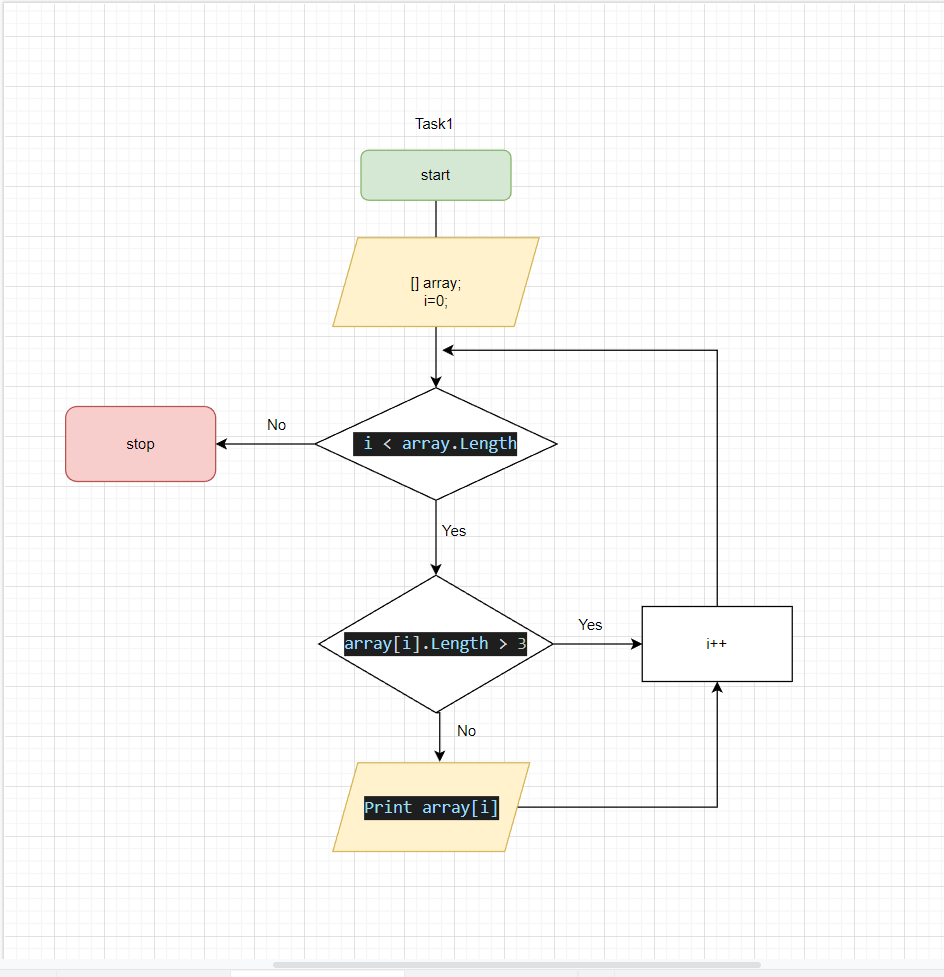 Task1
start
[] array;
i=0;
i < array.Length
No
stop
Yes
array[i].Length > 3
Yes
i++
No
Print array[i]